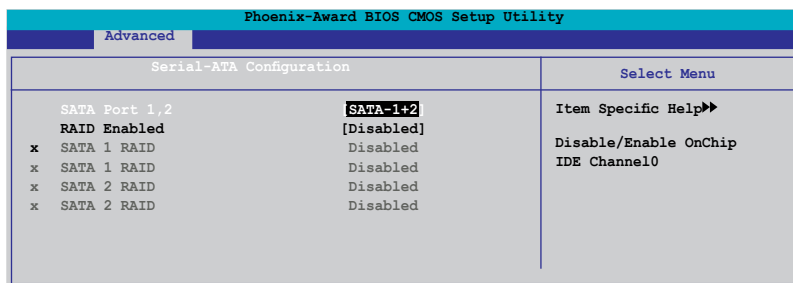 Phoenix-Award BIOS CMOS Setup Utility
Advanced
Serial-ATA Configuration
Select Menu
SATA Port 1,2 [SATA-1+2]
RAID Enabled [Disabled]
x SATA 1 RAID Disabled
x SATA 1 RAID Disabled
x SATA 2 RAID Disabled
x SATA 2 RAID Disabled
Item Specific Help
Disable/Enable OnChip
IDE Channel0